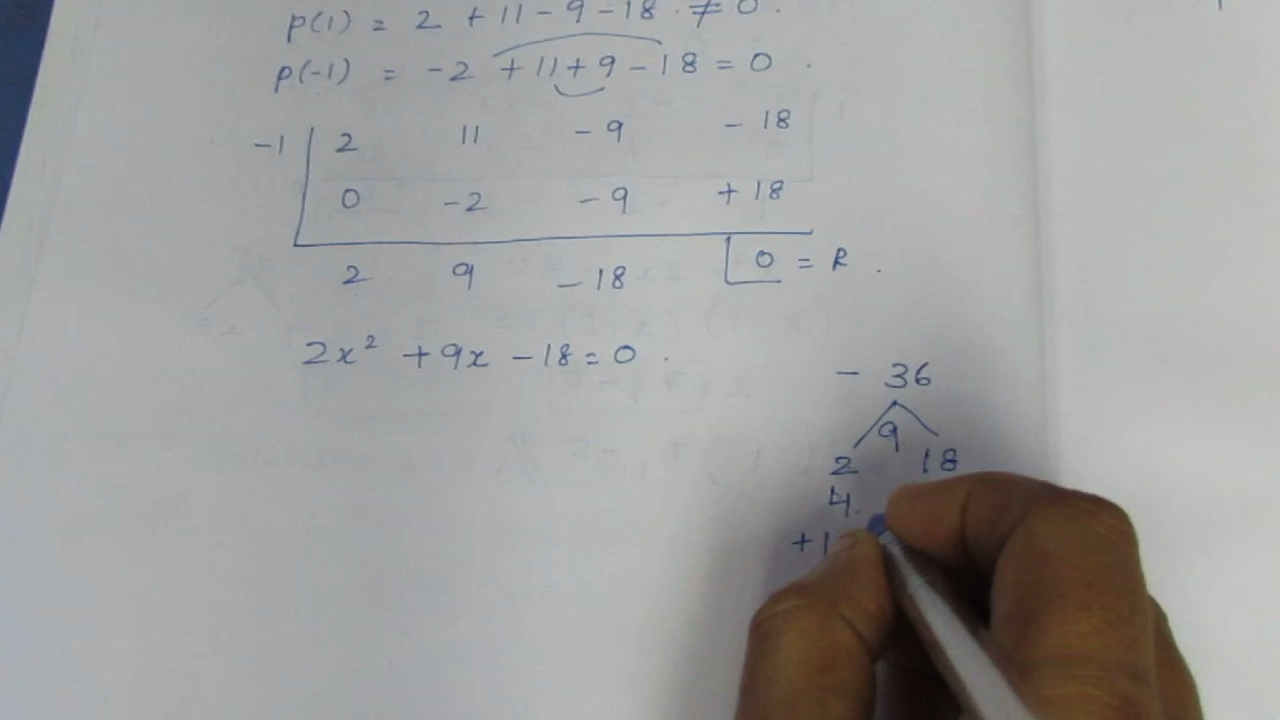 p(1) = 2 + 11 - 9 - 18 . ≠ 0 .
p(-1) = -2 + 11 + 9 - 18 = 0 .
-1 | 2 11 -9 - 18
0 -2 -9 + 18
2 9 - 18 0 = R .
2x² + 9x - 18 = 0 .
- 36
9
2 18
4
+1